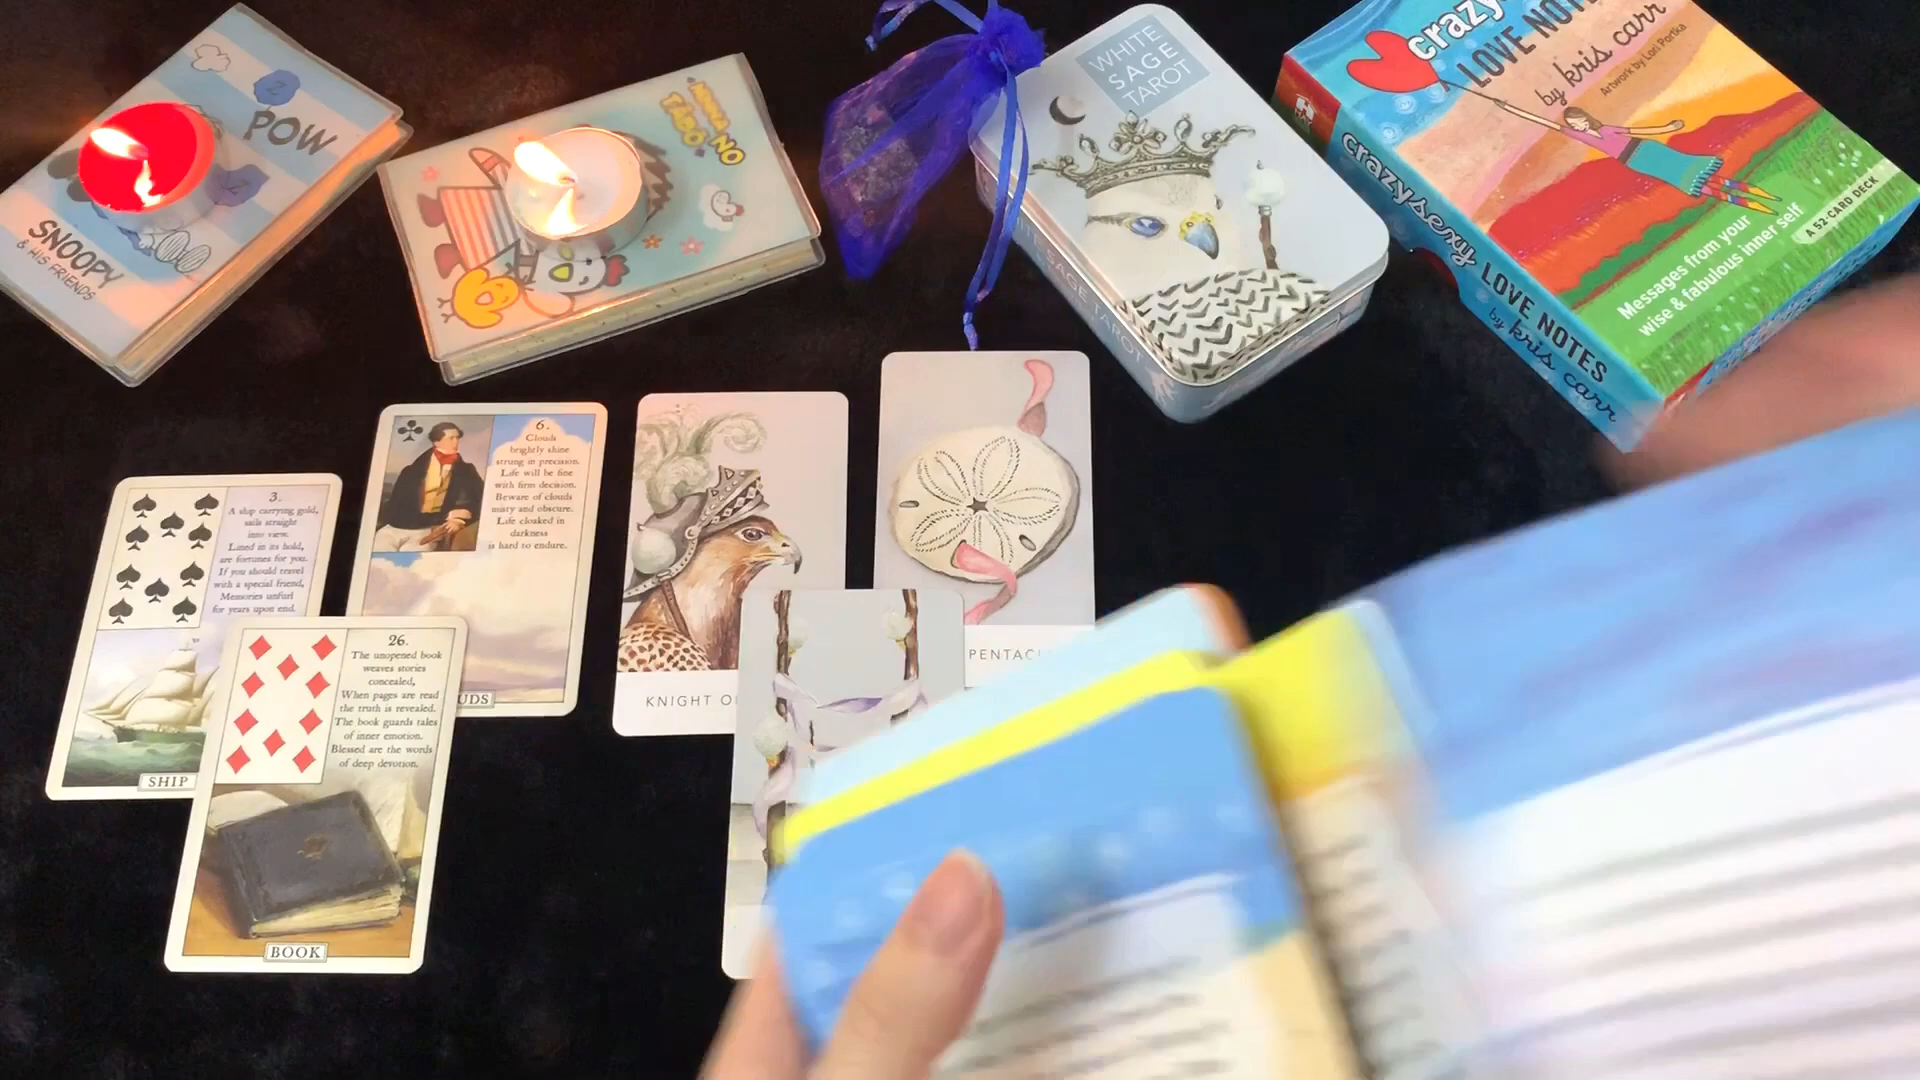 Z
POW
Z
SNOOPY
& HIS FRIENDS
MINNA NO
TABO
WHITE
SAGE
TAROT
crazy
LOVE NOTE
by kris carr
Artwork by Lori Portka
Messages from your
wise & fabulous inner self
A 52-CARD DECK
crazysexy LOVE NOTES
by kris carr
3.
A ship carrying gold,
sails straight
into view.
Lined in its hold,
are fortunes for you.
If you should travel
with a special friend,
Memories unfurl
for years upon end.
SHIP
6.
Clouds
brightly shine
strung in precision.
Life will be fine
with firm decision.
Beware of clouds
misty and obscure.
Life cloaked in
darkness
is hard to endure.
UDS
26.
The unopened book
weaves stories
concealed,
When pages are read
the truth is revealed.
The book guards tales
of inner emotion.
Blessed are the words
of deep devotion.
BOOK
KNIGHT O
PENTAC